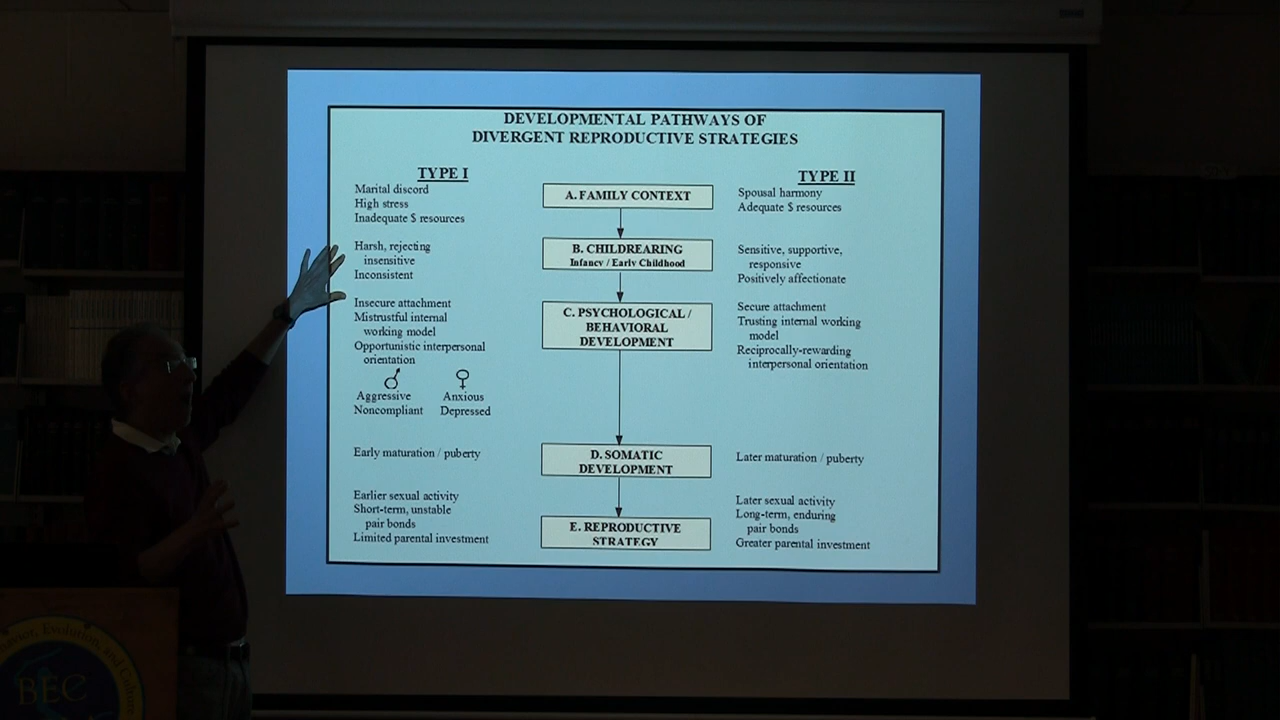 DEVELOPMENTAL PATHWAYS OF
DIVERGENT REPRODUCTIVE STRATEGIES
TYPE I
Marital discord
High stress
Inadequate $ resources
Harsh, rejecting
insensitive
Inconsistent
Insecure attachment
Mistrustful internal
working model
Opportunistic interpersonal
orientation
♂ ♀
Aggressive Anxious
Noncompliant Depressed
Early maturation / puberty
Earlier sexual activity
Short-term, unstable
pair bonds
Limited parental investment
A. FAMILY CONTEXT
B. CHILDREARING
Infancy / Early Childhood
C. PSYCHOLOGICAL /
BEHAVIORAL
DEVELOPMENT
D. SOMATIC
DEVELOPMENT
E. REPRODUCTIVE
STRATEGY
TYPE II
Spousal harmony
Adequate $ resources
Sensitive, supportive,
responsive
Positively affectionate
Secure attachment
Trusting internal working
model
Reciprocally-rewarding
interpersonal orientation
Later maturation / puberty
Later sexual activity
Long-term, enduring
pair bonds
Greater parental investment
Evolution, and
BEC